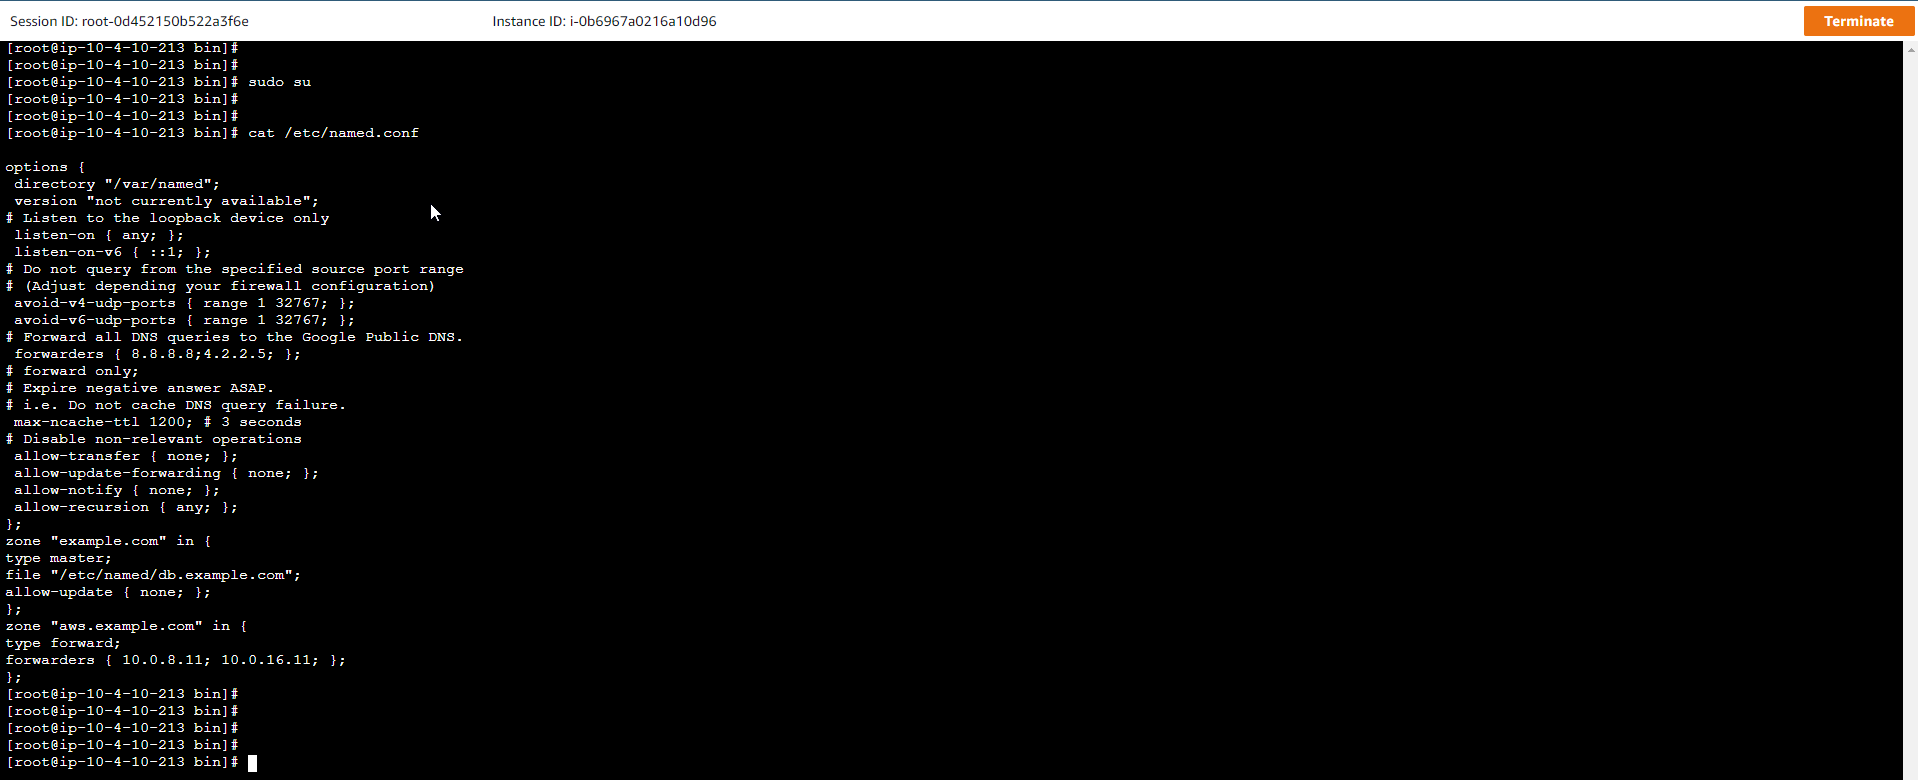 Session ID: root-0d452150b522a3f6e Instance ID: i-0b6967a0216a10d96 Terminate
[root@ip-10-4-10-213 bin]#
[root@ip-10-4-10-213 bin]#
[root@ip-10-4-10-213 bin]# sudo su
[root@ip-10-4-10-213 bin]#
[root@ip-10-4-10-213 bin]#
[root@ip-10-4-10-213 bin]# cat /etc/named.conf
options {
directory "/var/named";
version "not currently available";
# Listen to the loopback device only
listen-on { any; };
listen-on-v6 { ::1; };
# Do not query from the specified source port range
# (Adjust depending your firewall configuration)
avoid-v4-udp-ports { range 1 32767; };
avoid-v6-udp-ports { range 1 32767; };
# Forward all DNS queries to the Google Public DNS.
forwarders { 8.8.8.8;4.2.2.5; };
# forward only;
# Expire negative answer ASAP.
# i.e. Do not cache DNS query failure.
max-ncache-ttl 1200; # 3 seconds
# Disable non-relevant operations
allow-transfer { none; };
allow-update-forwarding { none; };
allow-notify { none; };
allow-recursion { any; };
};
zone "example.com" in {
type master;
file "/etc/named/db.example.com";
allow-update { none; };
};
zone "aws.example.com" in {
type forward;
forwarders { 10.0.8.11; 10.0.16.11; };
};
[root@ip-10-4-10-213 bin]#
[root@ip-10-4-10-213 bin]#
[root@ip-10-4-10-213 bin]#
[root@ip-10-4-10-213 bin]#
[root@ip-10-4-10-213 bin]#